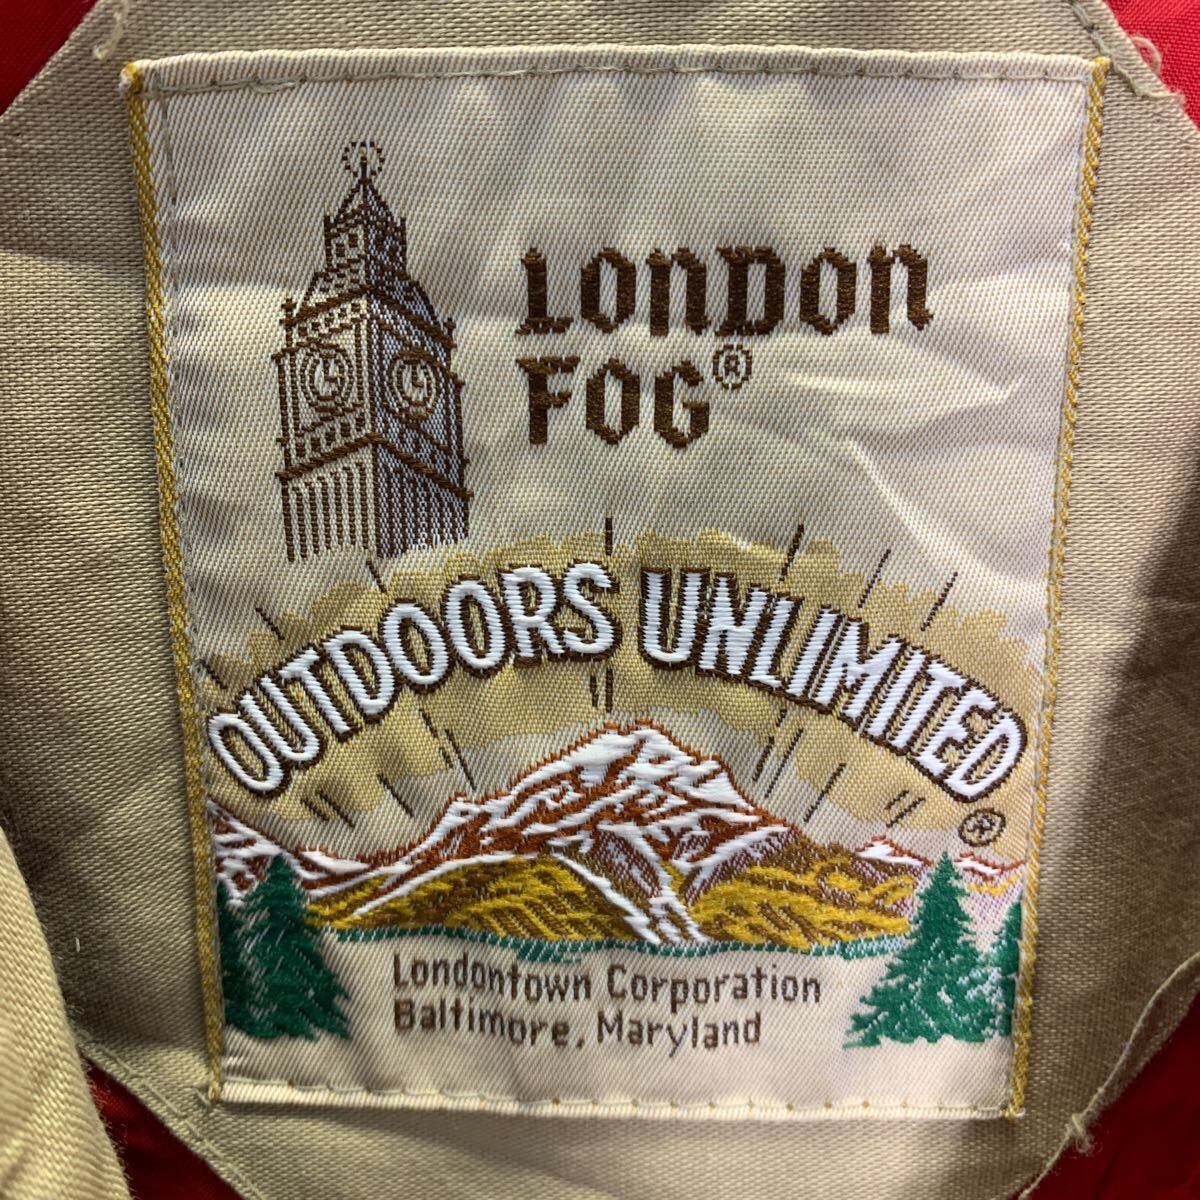 LONDON
FOG®
OUTDOORS UNLIMITED
®
Londontown Corporation
Baltimore, Maryland